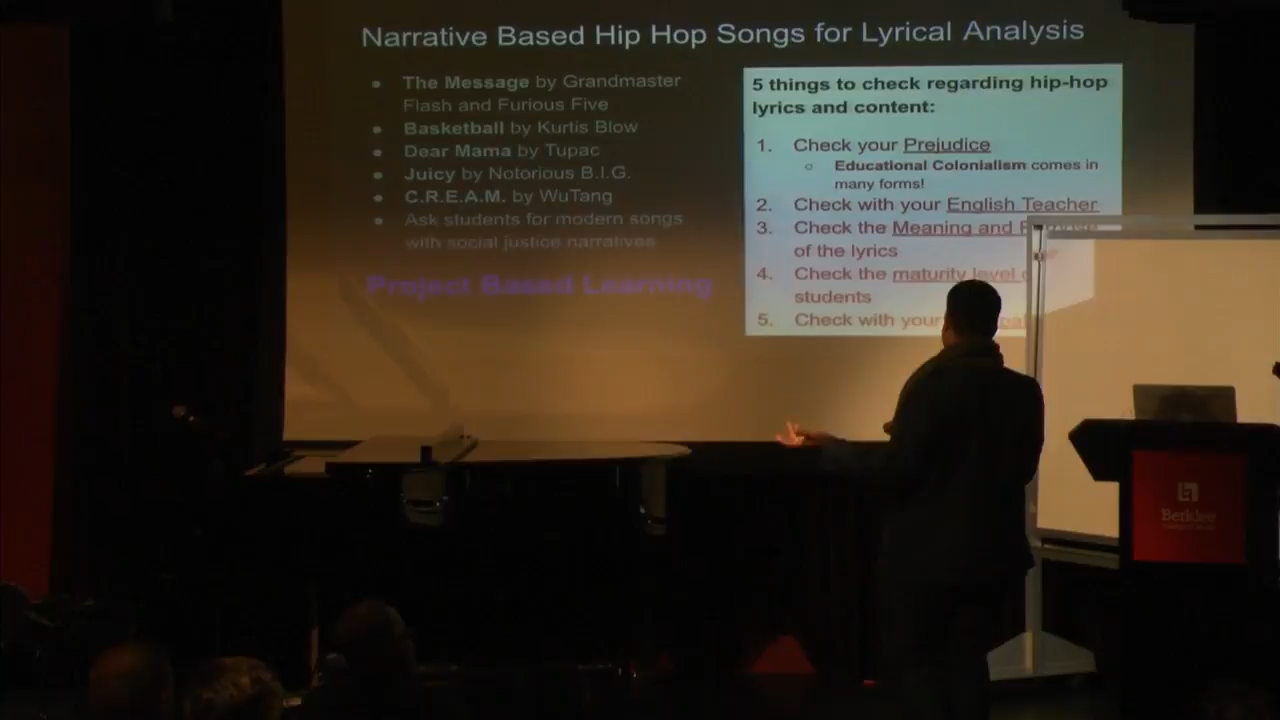 Narrative Based Hip Hop Songs for Lyrical Analysis
The Message by Grandmaster
Flash and Furious Five
Basketball by Kurtis Blow
Dear Mama by Tupac
Juicy by Notorious B.I.G.
C.R.E.A.M. by WuTang
Ask students for modern songs
with social justice narratives
Project Based Learning
5 things to check regarding hip-hop
lyrics and content:
1. Check your Prejudice
Educational Colonialism comes in
many forms!
2. Check with your English Teacher
3. Check the Meaning and
of the lyrics
4. Check the maturity level
students
5. Check with your
Berklee